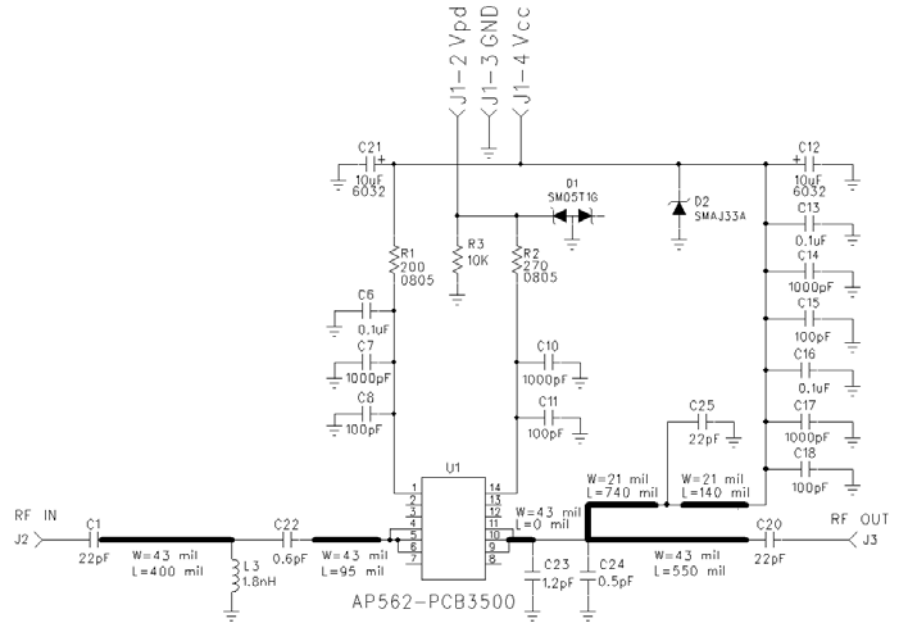 J1-2 Vpd
J1-3 GND
J1-4 Vcc
C21
+
10uF
6032
C12
+
10uF
6032
D1
SM05T1G
D2
SMAJ33A
C13
0.1uF
R1
200
0805
R3
10K
R2
270
0805
C14
1000pF
C15
100pF
C6
0.1uF
C7
1000pF
C10
1000pF
C16
0.1uF
C8
100pF
C11
100pF
C25
22pF
C17
1000pF
C18
100pF
U1
1
2
3
4
5
6
7
14
13
12
11
10
9
8
W=21 mil
L=740 mil
W=21 mil
L=140 mil
W=43 mil
L=0 mil
RF IN
J2
C1
22pF
W=43 mil
L=400 mil
L3
1.8nH
C22
0.6pF
W=43 mil
L=95 mil
C23
1.2pF
C24
0.5pF
W=43 mil
L=550 mil
C20
22pF
RF OUT
J3
AP562-PCB3500